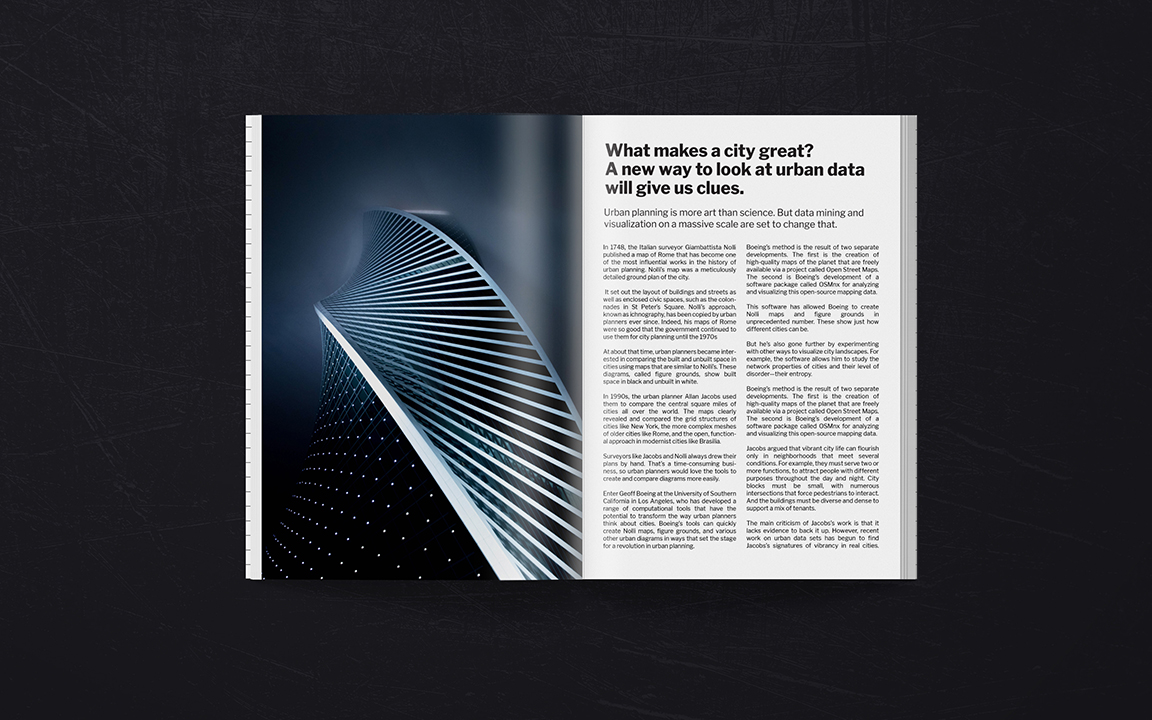 What makes a city great?
A new way to look at urban data
will give us clues.
Urban planning is more art than science. But data mining and
visualization on a massive scale are set to change that.
In 1748, the Italian surveyor Giambattista Nolli
published a map of Rome that has become one
of the most influential works in the history of
urban planning. Nolli's map was a meticulously
detailed ground plan of the city.
It set out the layout of buildings and streets as
well as enclosed civic spaces, such as the colon-
nades in St Peter's Square. Nolli's approach,
known as ichnography, has been copied by urban
planners ever since. Indeed, his maps of Rome
were so good that the government continued to
use them for city planning until the 1970s
At about that time, urban planners became inter-
ested in comparing the built and unbuilt space in
cities using maps that are similar to Nolli's. These
diagrams, called figure grounds, show built
space in black and unbuilt in white.
In 1990s, the urban planner Allan Jacobs used
them to compare the central square miles of
cities all over the world. The maps clearly
revealed and compared the grid structures of
cities like New York, the more complex meshes
of older cities like Rome, and the open, function-
al approach in modernist cities like Brasilia.
Surveyors like Jacobs and Nolli always drew their
plans by hand. That's a time-consuming busi-
ness, so urban planners would love the tools to
create and compare diagrams more easily.
Enter Geoff Boeing at the University of Southern
California in Los Angeles, who has developed a
range of computational tools that have the
potential to transform the way urban planners
think about cities. Boeing's tools can quickly
create Nolli maps, figure grounds, and various
other urban diagrams in ways that set the stage
for a revolution in urban planning.
Boeing's method is the result of two separate
developments. The first is the creation of
high-quality maps of the planet that are freely
available via a project called Open Street Maps.
The second is Boeing's development of a
software package called OSMnx for analyzing
and visualizing this open-source mapping data.
This software has allowed Boeing to create
Nolli maps and figure grounds in
unprecedented number. These show just how
different cities can be.
But he's also gone further by experimenting
with other ways to visualize city landscapes. For
example, the software allows him to study the
network properties of cities and their level of
disorder—their entropy.
Boeing's method is the result of two separate
developments. The first is the creation of
high-quality maps of the planet that are freely
available via a project called Open Street Maps.
The second is Boeing's development of a
software package called OSMnx for analyzing
and visualizing this open-source mapping data.
Jacobs argued that vibrant city life can flourish
only in neighborhoods that meet several
conditions. For example, they must serve two or
more functions, to attract people with different
purposes throughout the day and night. City
blocks must be small, with numerous
intersections that force pedestrians to interact.
And the buildings must be diverse and dense to
support a mix of tenants.
The main criticism of Jacobs's work is that it
lacks evidence to back it up. However, recent
work on urban data sets has begun to find
Jacobs's signatures of vibrancy in real cities.